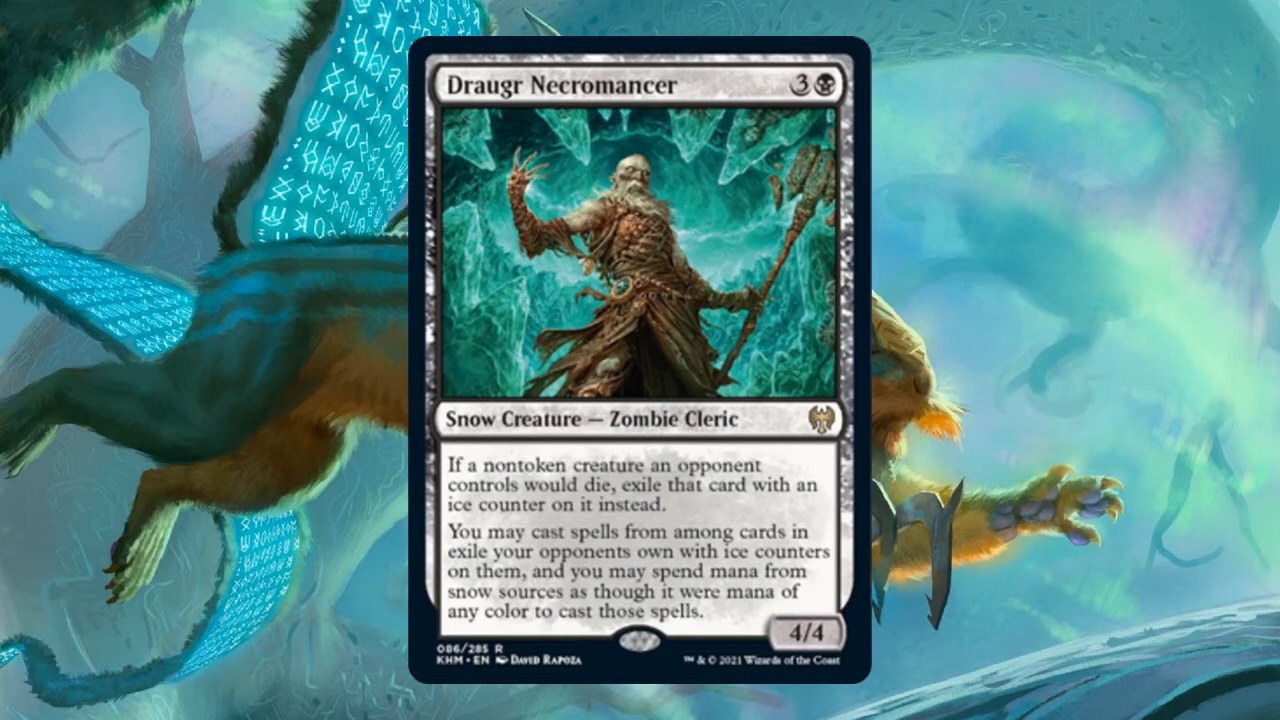 Draugr Necromancer 3
Snow Creature — Zombie Cleric
If a nontoken creature an opponent
controls would die, exile that card with an
ice counter on it instead.
You may cast spells from among cards in
exile your opponents own with ice counters
on them, and you may spend mana from
snow sources as though it were mana of
any color to cast those spells.
4/4
086/285 R
KHM • EN DAVID RAPOZA
™ & © 2021 Wizards of the Coast